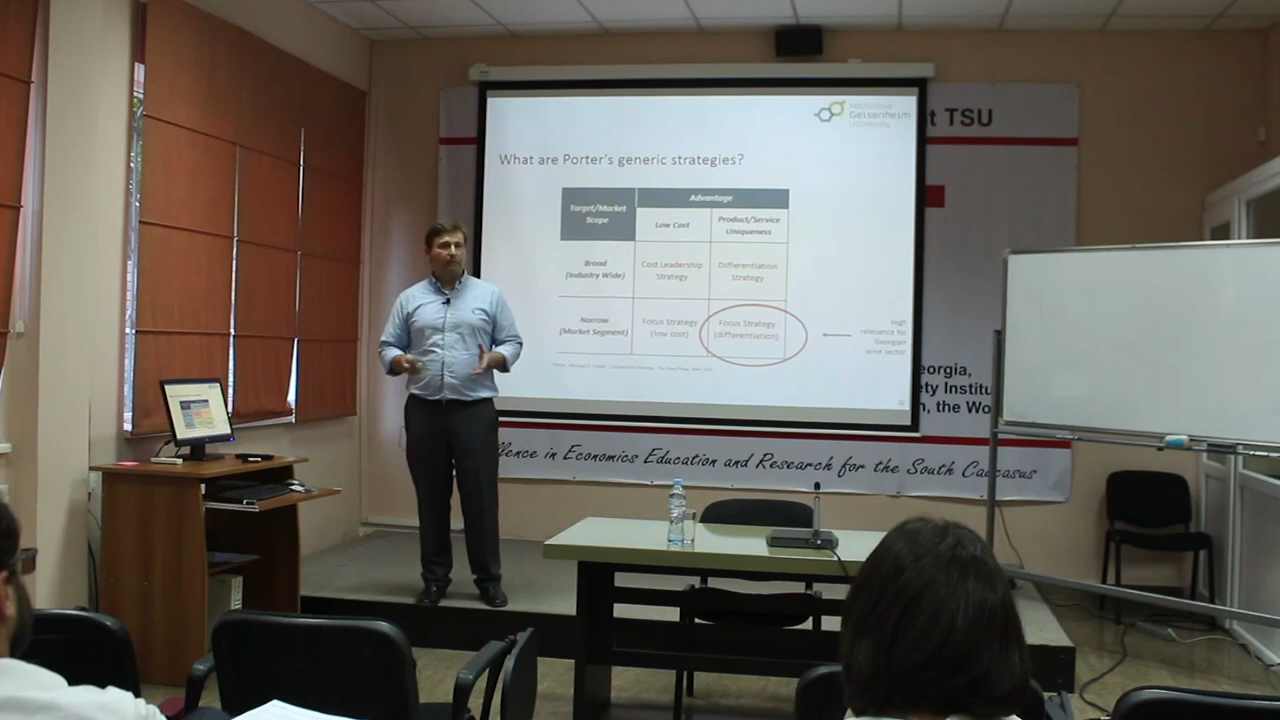 HOCHSCHULE
Geisenheim
UNIVERSITY
t TSU
What are Porter's generic strategies?
Target/Market
Scope
Advantage
Low Cost
Product/Service
Uniqueness
Broad
(Industry Wide)
Cost Leadership
Strategy
Differentiation
Strategy
Narrow
(Market Segment)
Focus Strategy
(low cost)
Focus Strategy
(differentiation)
High
relevance for
Georgian
wine sector
eorgia,
ety Institu
n, the Wo
llence in Economics Education and Research for the South Caucasus